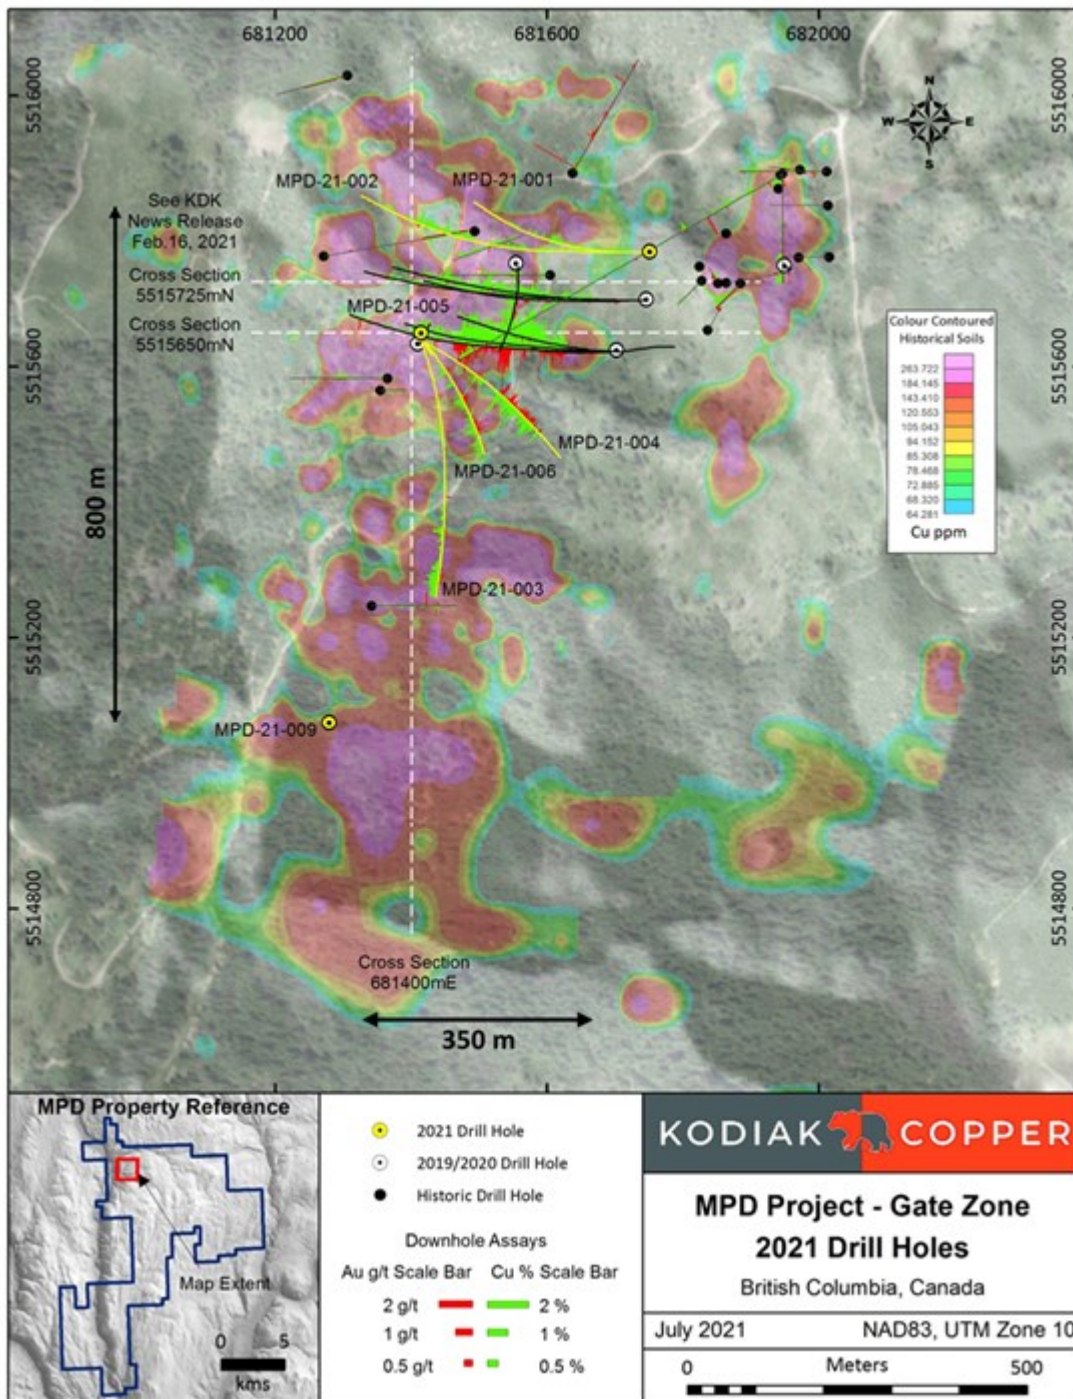 681200
681600
682000
5516000
5516000
N
W
E
S
MPD-21-002
MPD-21-001
See KDK
News Release
Feb.16, 2021
Cross Section
5515725mN
MPD-21-005
Cross Section
5515650mN
5515600
5515600
Colour Contoured
Historical Soils
263.722
184.145
143.410
120.553
105.043
94.152
85.308
78.468
72.885
68.320
64.281
Cu ppm
MPD-21-004
MPD-21-006
800 m
MPD-21-003
5515200
5515200
MPD-21-009
5514800
5514800
Cross Section
681400mE
350 m
MPD Property Reference
Map Extent
0 5
kms
2021 Drill Hole
2019/2020 Drill Hole
Historic Drill Hole
Downhole Assays
Au g/t Scale Bar Cu % Scale Bar
2 g/t 2 %
1 g/t 1 %
0.5 g/t 0.5 %
KODIAK COPPER
MPD Project - Gate Zone
2021 Drill Holes
British Columbia, Canada
July 2021 NAD83, UTM Zone 10
0 Meters 500